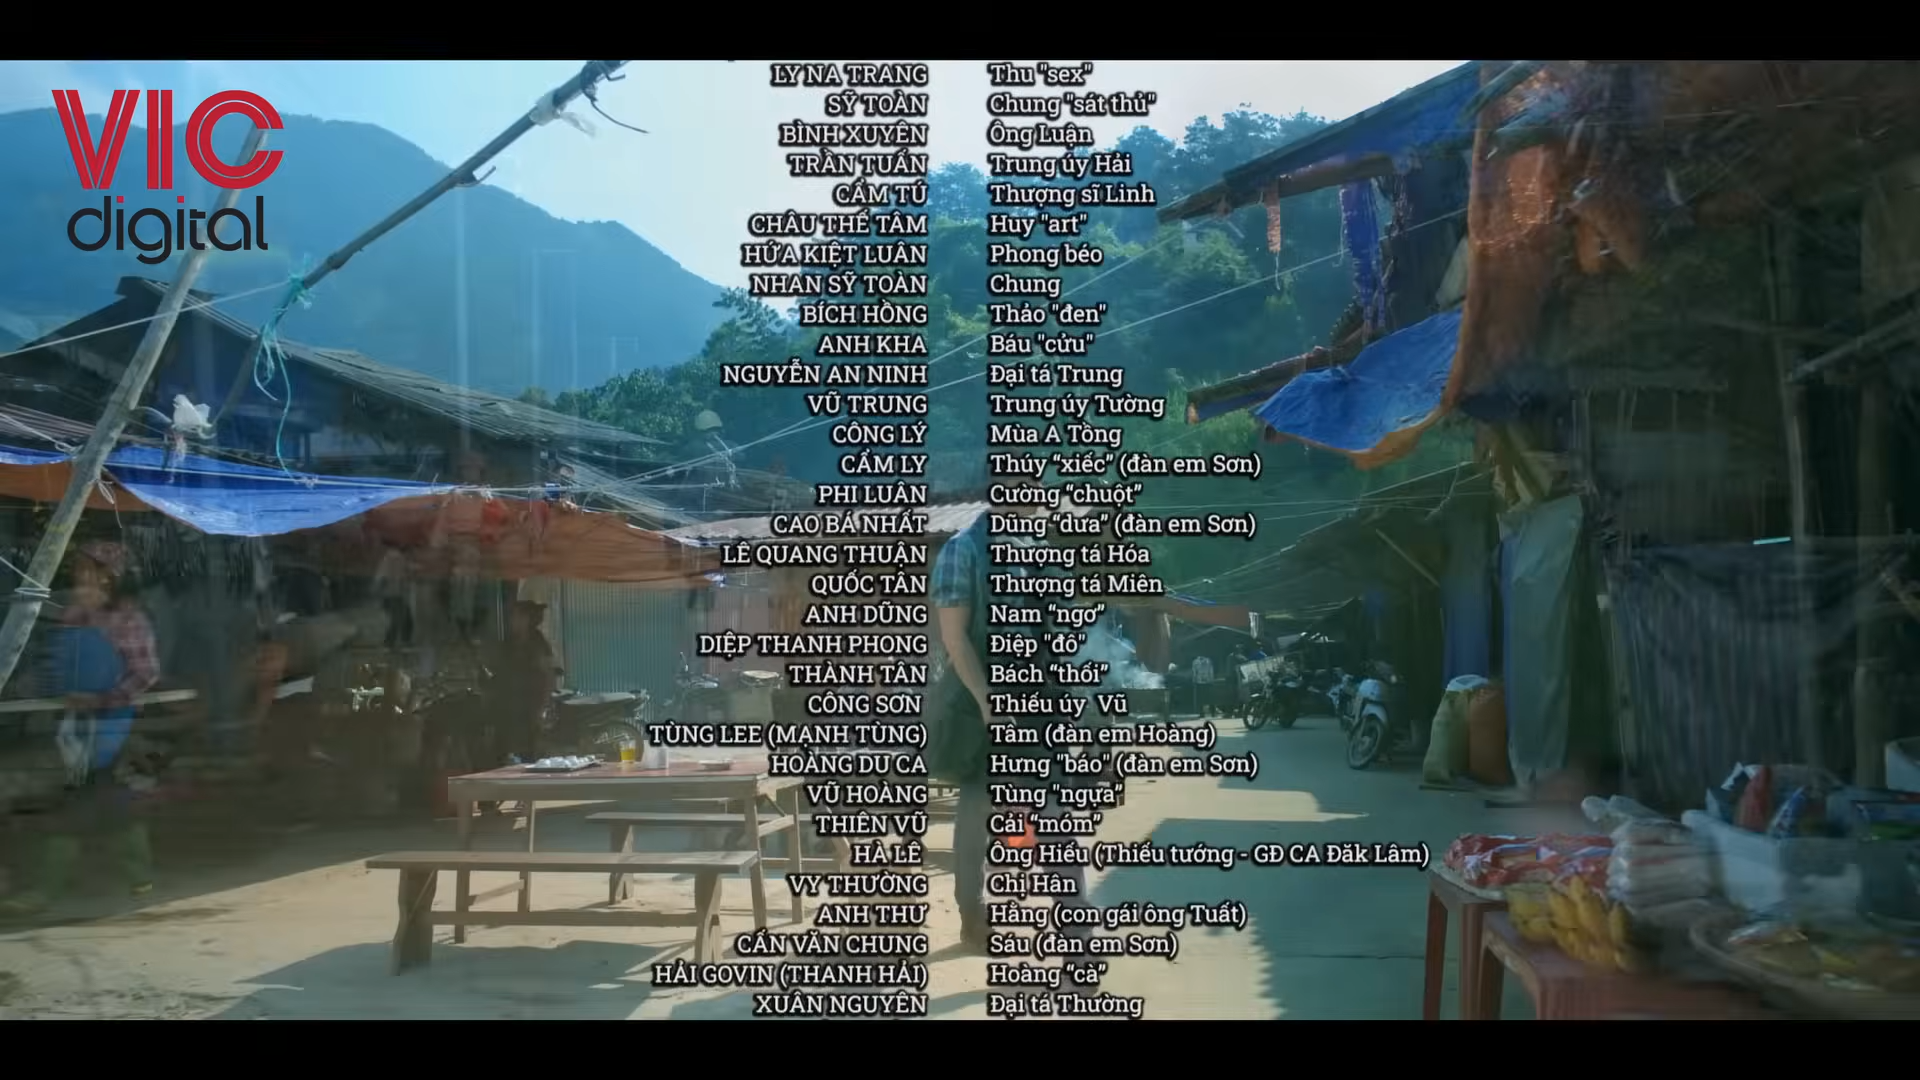 VIC
digital
LY NA TRANG Thu "sex"
SỸ TOÀN Chung "sát thủ"
BÌNH XUYÊN Ông Luận
TRẦN TUẤN Trung úy Hải
CẨM TÚ Thượng sĩ Linh
CHÂU THẾ TÂM Huy "art"
HỨA KIỆT LUÂN Phong béo
NHAN SỸ TOÀN Chung
BÍCH HỒNG Thảo "đen"
ANH KHA Báu "cửu"
NGUYỄN AN NINH Đại tá Trung
VŨ TRUNG Trung úy Tường
CÔNG LÝ Mùa A Tồng
CẨM LY Thúy “xiếc” (đàn em Sơn)
PHI LUÂN Cường “chuột”
CAO BÁ NHẤT Dũng “dưa” (đàn em Sơn)
LÊ QUANG THUẬN Thượng tá Hóa
QUỐC TÂN Thượng tá Miên
ANH DŨNG Nam “ngơ”
DIỆP THANH PHONG Điệp "đô"
THÀNH TÂN Bách “thối”
CÔNG SƠN Thiếu úy Vũ
TÙNG LEE (MẠNH TÙNG) Tâm (đàn em Hoàng)
HOÀNG DU CA Hưng "báo" (đàn em Sơn)
VŨ HOÀNG Tùng "ngựa"
THIÊN VŨ Cải “móm”
HÀ LÊ Ông Hiếu (Thiếu tướng - GĐ CA Đăk Lâm)
VY THƯỜNG Chị Hân
ANH THƯ Hằng (con gái ông Tuất)
CẤN VĂN CHUNG Sáu (đàn em Sơn)
HẢI GOVIN (THANH HẢI) Hoàng “cà”
XUÂN NGUYÊN Đại tá Thường